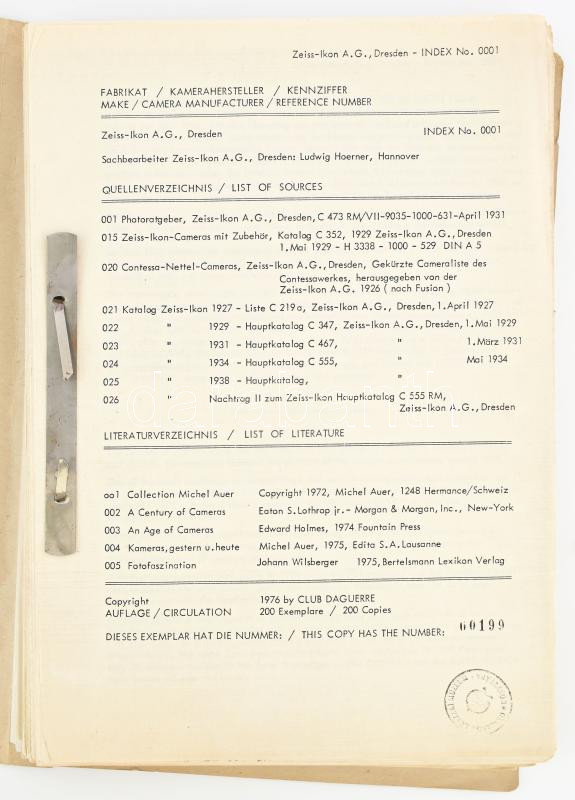 Zeiss-Ikon A.G., Dresden - INDEX No. 0001
FABRIKAT / KAMERAHERSTELLER / KENNZIFFER
MAKE / CAMERA MANUFACTURER / REFERENCE NUMBER
Zeiss-Ikon A.G., Dresden INDEX No. 0001
Sachbearbeiter Zeiss-Ikon A.G., Dresden: Ludwig Hoerner, Hannover
QUELLENVERZEICHNIS / LIST OF SOURCES
001 Photoratgeber, Zeiss-Ikon A.G., Dresden, C 473 RM/VII-9035-1000-631-April 1931
015 Zeiss-Ikon-Cameras mit Zubehör, Katalog C 352, 1929 Zeiss-Ikon A.G., Dresden
1.Mai 1929 - H 3338 - 1000 - 529 DIN A 5
020 Contessa-Nettel-Cameras, Zeiss-Ikon A.G., Dresden, Gekürzte Cameraliste des
Contessawerkes, herausgegeben von der
Zeiss-Ikon A.G. 1926 ( nach Fusion )
021 Katalog Zeiss-Ikon 1927 - Liste C 219a, Zeiss-Ikon A.G., Dresden, 1.April 1927
022 " 1929 - Hauptkatalog C 347, Zeiss-Ikon A.G., Dresden, 1.Mai 1929
023 " 1931 - Hauptkatalog C 467, " 1.März 1931
024 " 1934 - Hauptkatalog C 555, " Mai 1934
025 " 1938 - Hauptkatalog, "
026 " Nachtrag II zum Zeiss-Ikon Hauptkatalog C 555 RM,
Zeiss-Ikon A.G., Dresden
LITERATURVERZEICHNIS / LIST OF LITERATURE
oo1 Collection Michel Auer Copyright 1972, Michel Auer, 1248 Hermance/Schweiz
002 A Century of Cameras Eaton S.Lothrop jr.- Morgan & Morgan, Inc., New-York
003 An Age of Cameras Edward Holmes, 1974 Fountain Press
004 Kameras, gestern u.heute Michel Auer, 1975, Edita S.A. Lausanne
005 Fotofaszination Johann Wilsberger 1975, Bertelsmann Lexikon Verlag
Copyright 1976 by CLUB DAGUERRE
AUFLAGE / CIRCULATION 200 Exemplare / 200 Copies
DIESES EXEMPLAR HAT DIE NUMMER: / THIS COPY HAS THE NUMBER: 00199